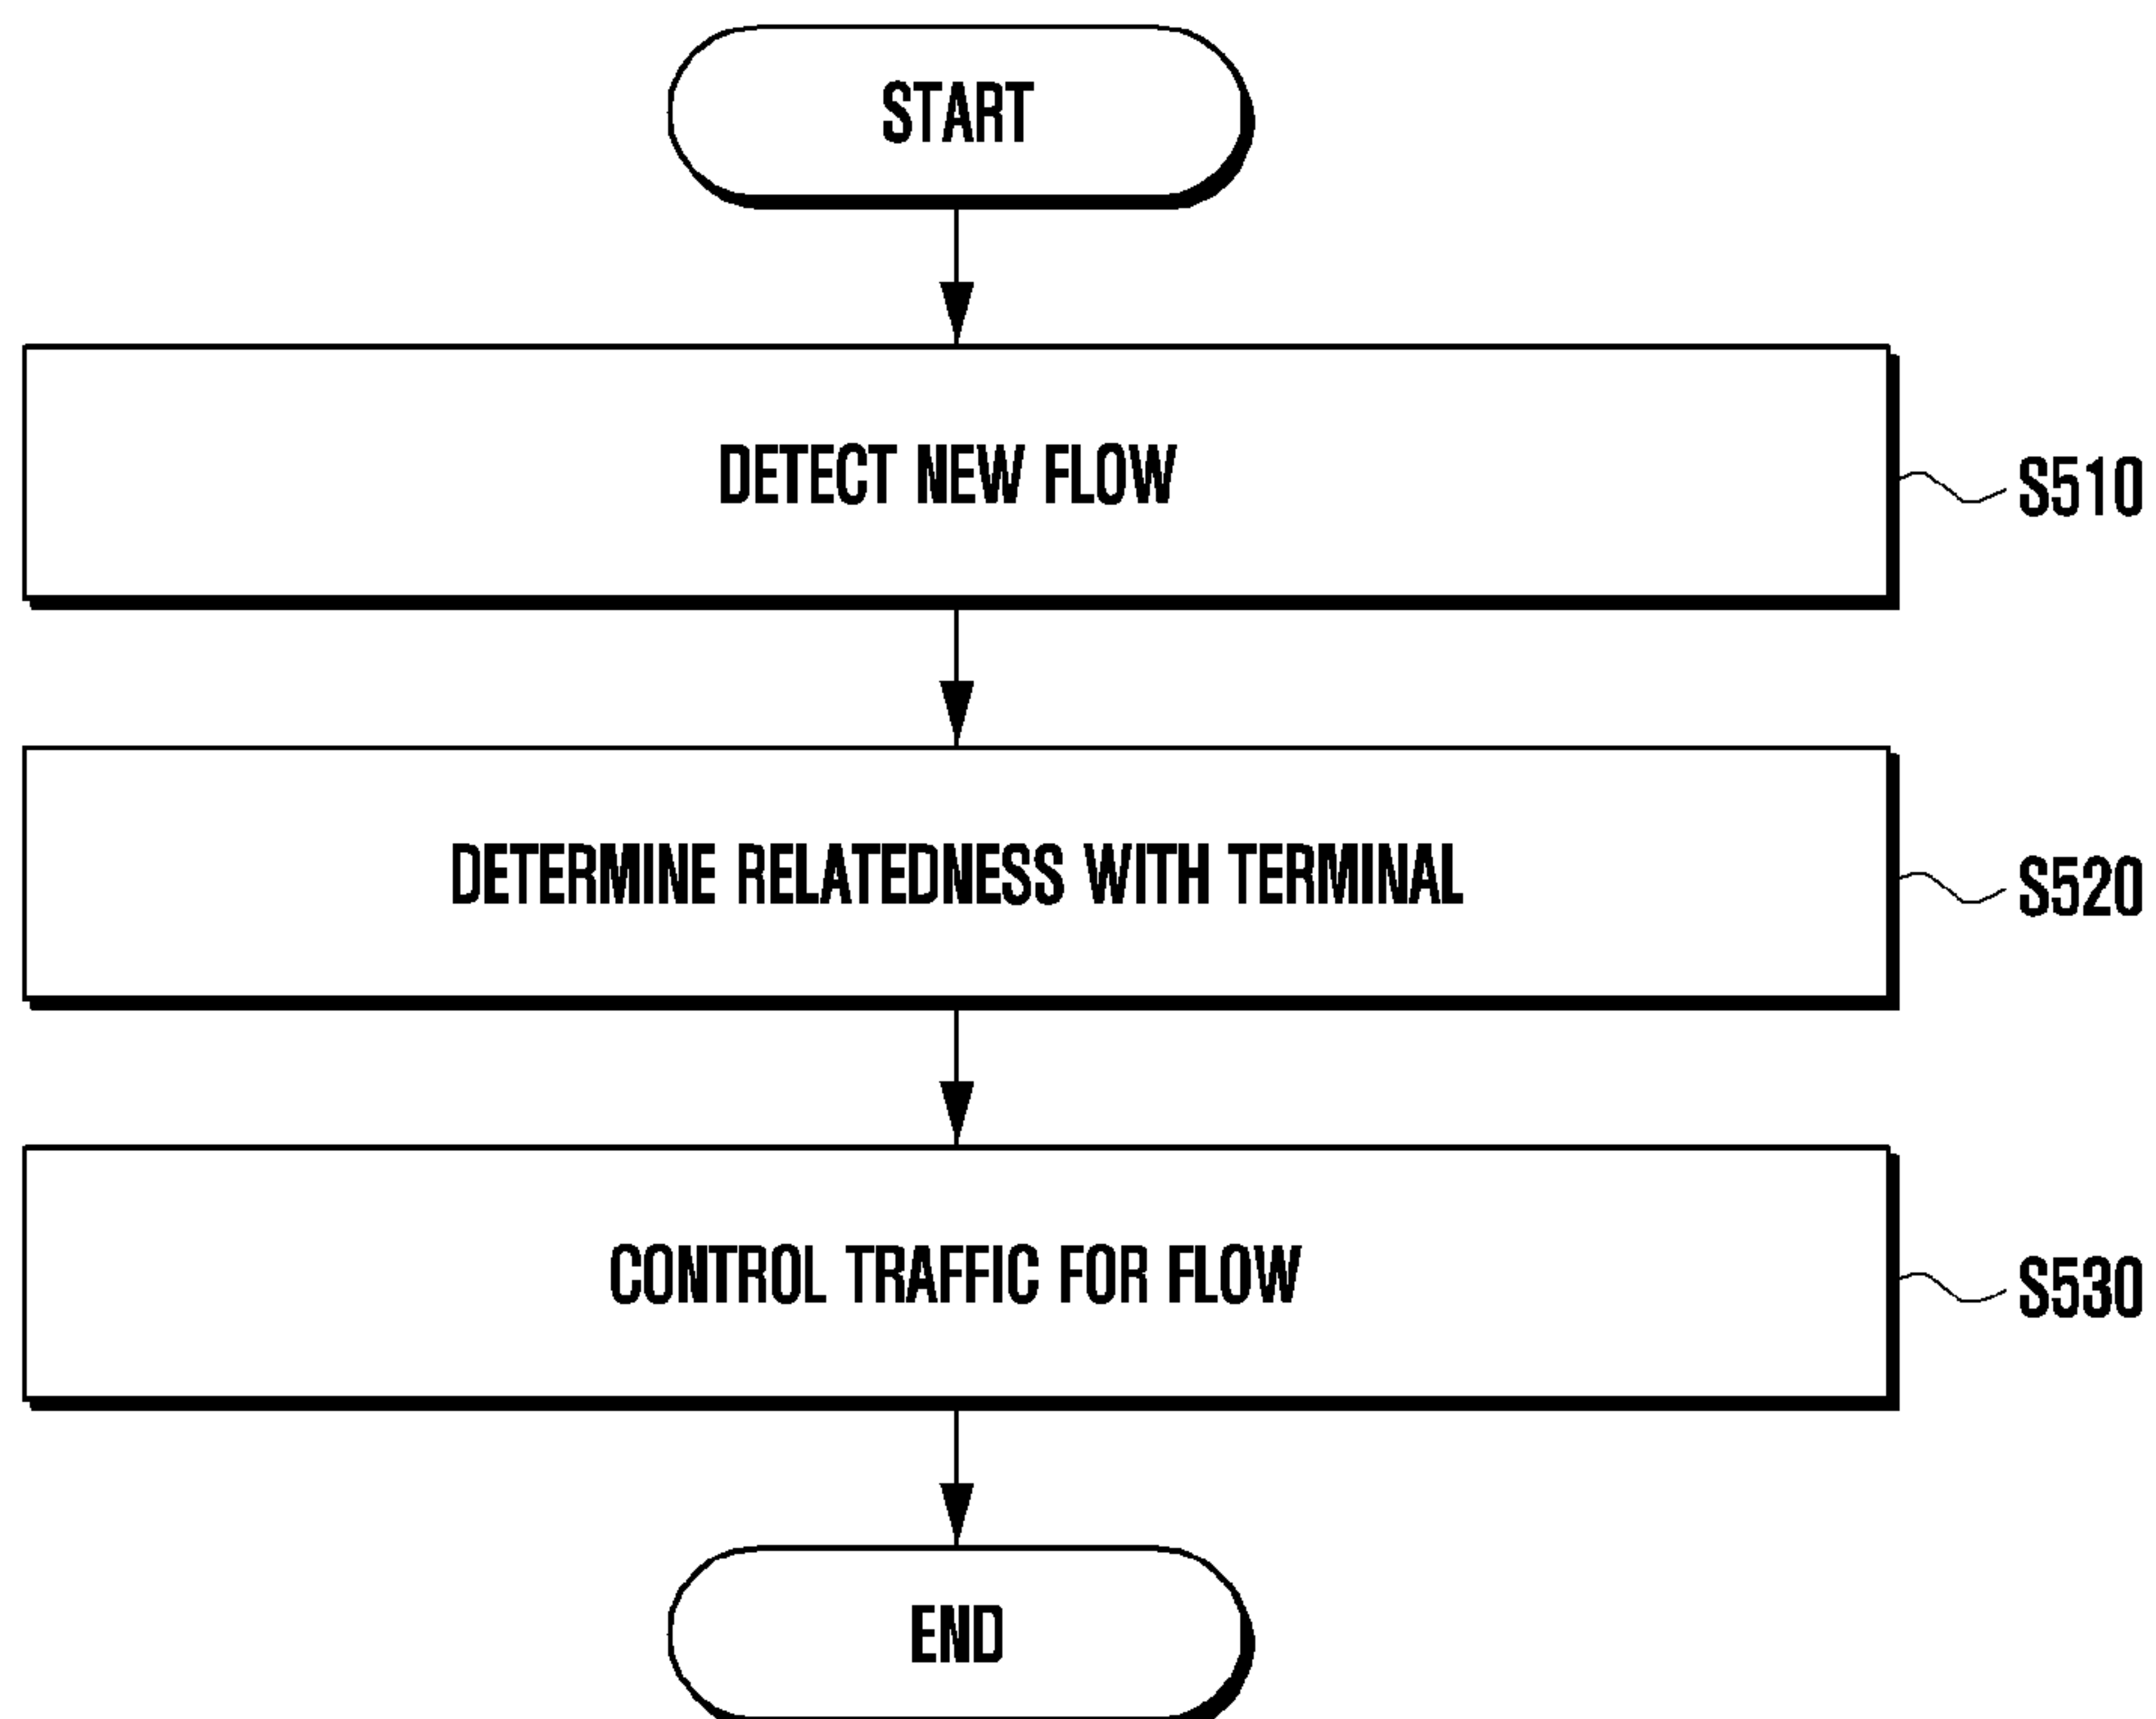 START
DETECT NEW FLOW
S510
DETERMINE RELATEDNESS WITH TERMINAL
S520
CONTROL TRAFFIC FOR FLOW
S530
END